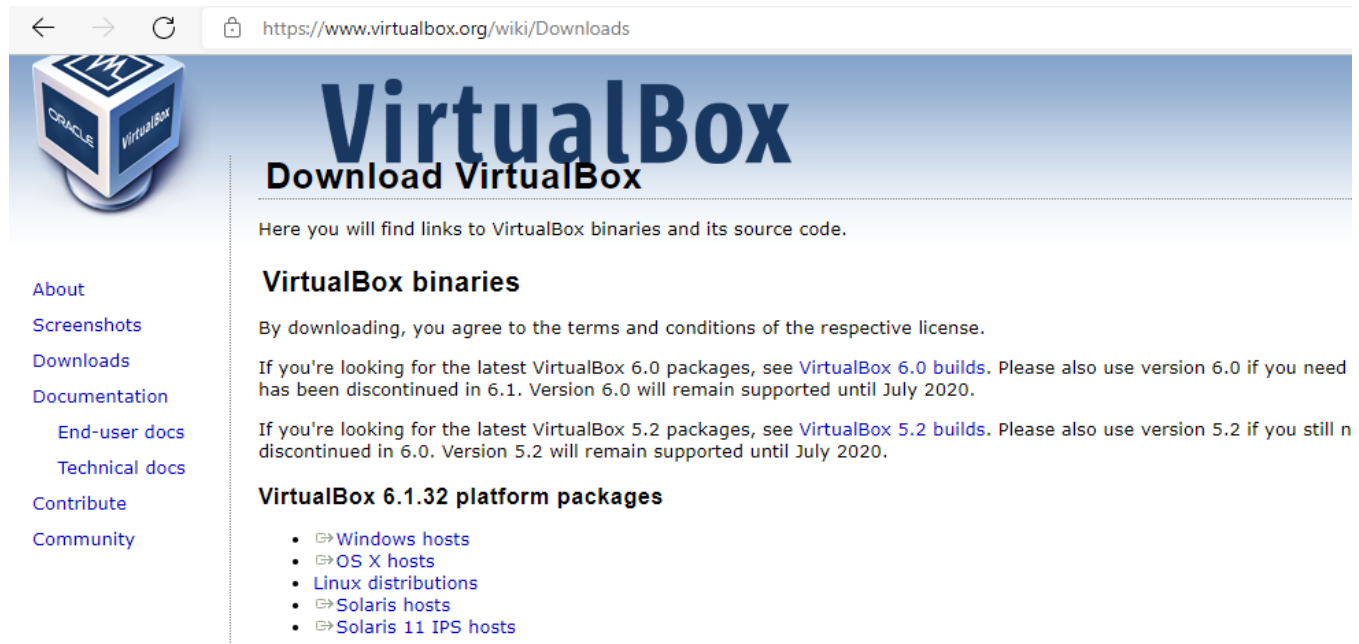 https://www.virtualbox.org/wiki/Downloads
ORACLE
VirtualBox
VirtualBox
Download VirtualBox
Here you will find links to VirtualBox binaries and its source code.
About
Screenshots
Downloads
Documentation
End-user docs
Technical docs
Contribute
Community
VirtualBox binaries
By downloading, you agree to the terms and conditions of the respective license.
If you're looking for the latest VirtualBox 6.0 packages, see VirtualBox 6.0 builds. Please also use version 6.0 if you need
has been discontinued in 6.1. Version 6.0 will remain supported until July 2020.
If you're looking for the latest VirtualBox 5.2 packages, see VirtualBox 5.2 builds. Please also use version 5.2 if you still n
discontinued in 6.0. Version 5.2 will remain supported until July 2020.
VirtualBox 6.1.32 platform packages
Windows hosts
OS X hosts
Linux distributions
Solaris hosts
Solaris 11 IPS hosts